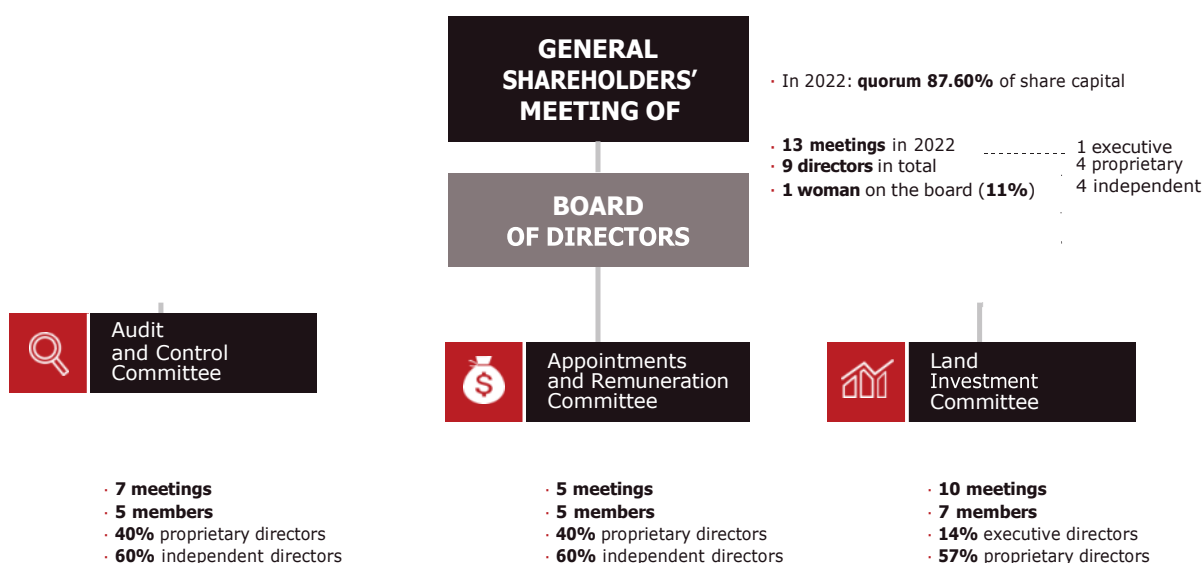 GENERAL
SHAREHOLDERS’
MEETING OF
· In 2022: quorum 87.60% of share capital
· 13 meetings in 2022
· 9 directors in total
· 1 woman on the board (11%)
1 executive
4 proprietary
4 independent
BOARD
OF DIRECTORS
Audit
and Control
Committee
· 7 meetings
· 5 members
· 40% proprietary directors
· 60% independent directors
Appointments
and Remuneration
Committee
· 5 meetings
· 5 members
· 40% proprietary directors
· 60% independent directors
Land
Investment
Committee
· 10 meetings
· 7 members
· 14% executive directors
· 57% proprietary directors